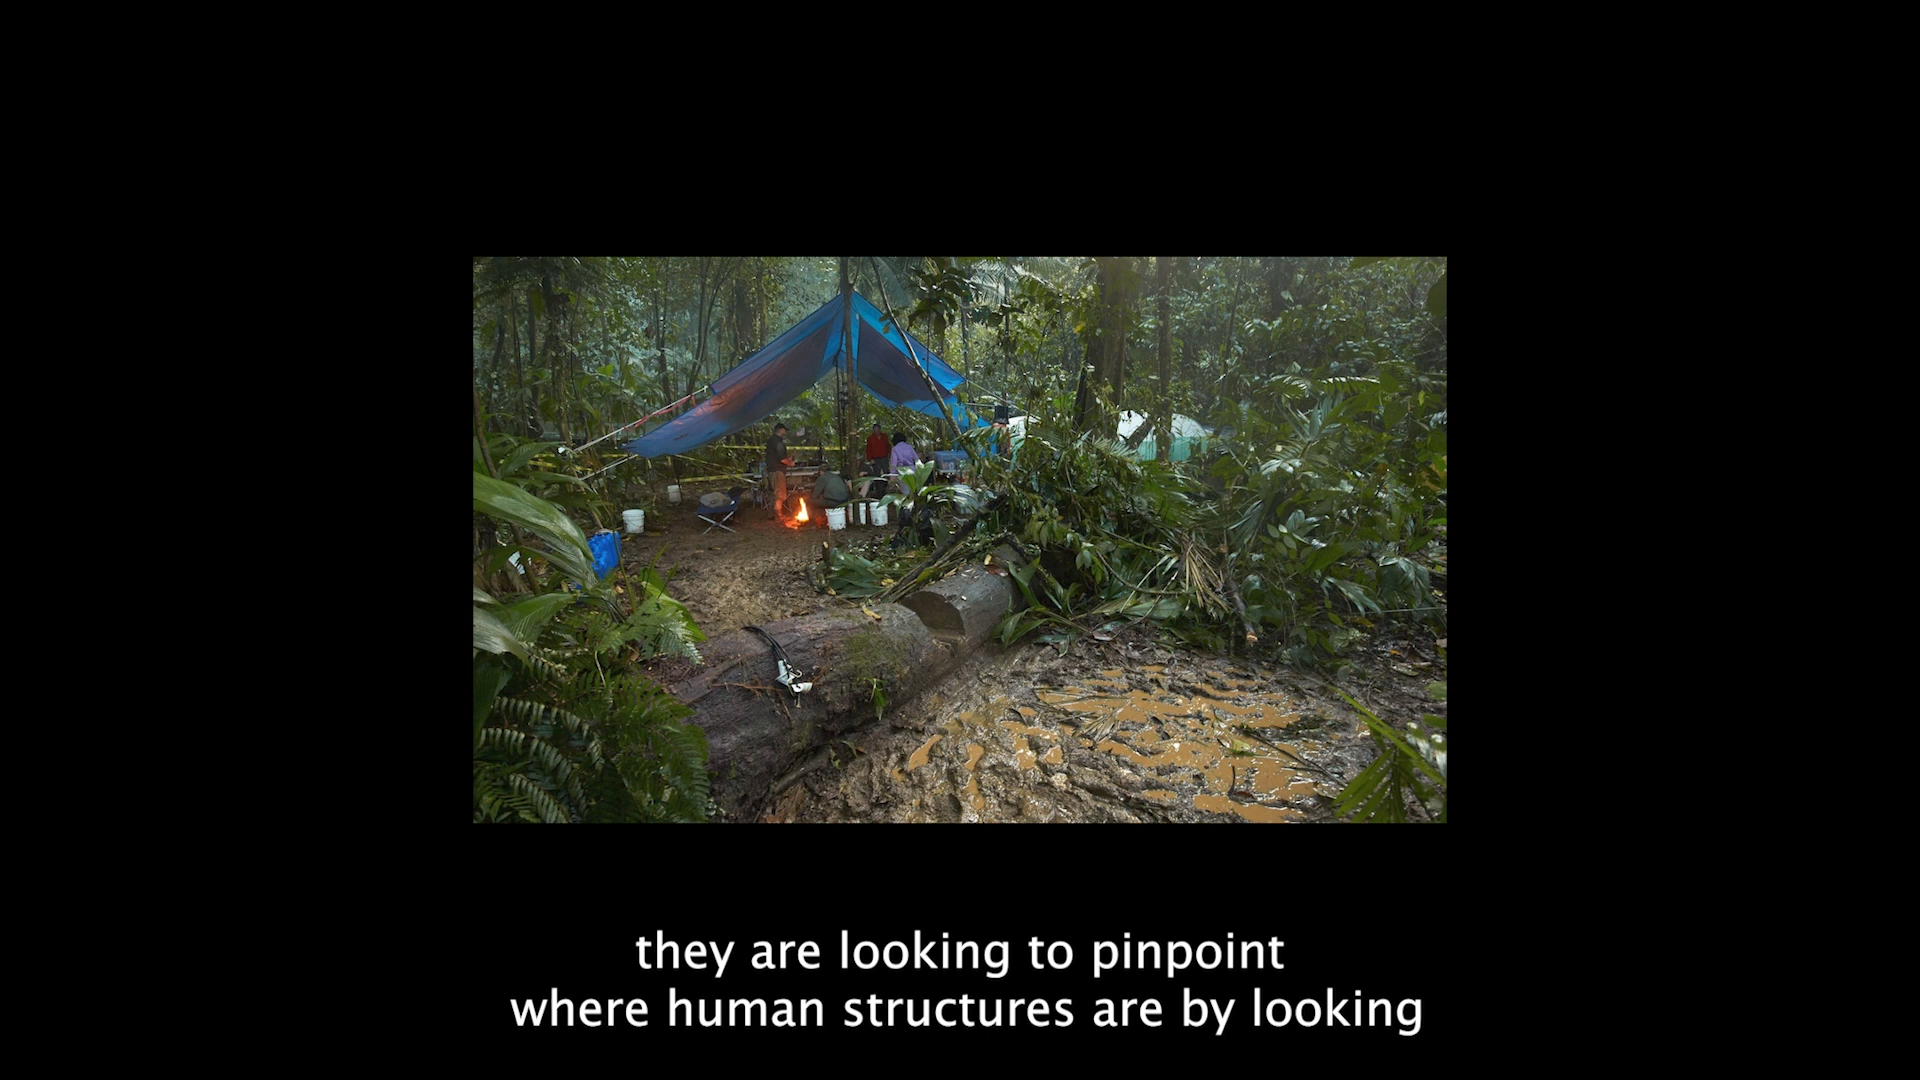 they are looking to pinpoint
where human structures are by looking